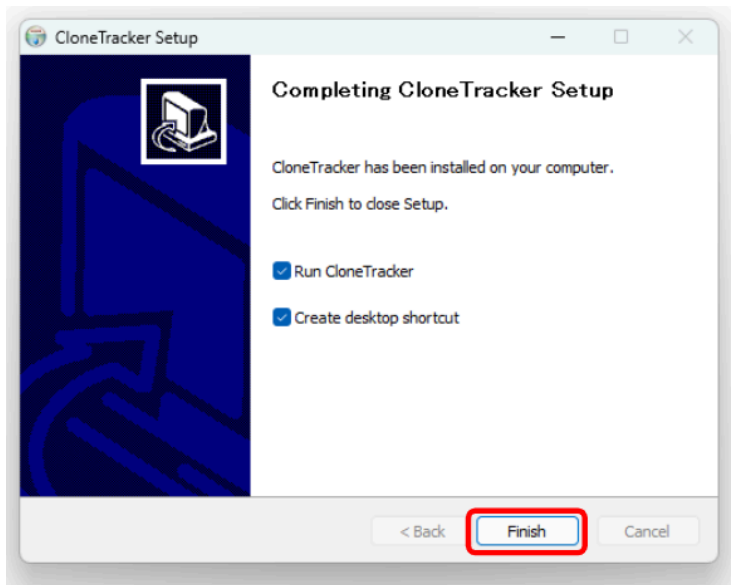 CloneTracker Setup
Completing CloneTracker Setup
CloneTracker has been installed on your computer.
Click Finish to close Setup.
Run CloneTracker
Create desktop shortcut
< Back
Finish
Cancel